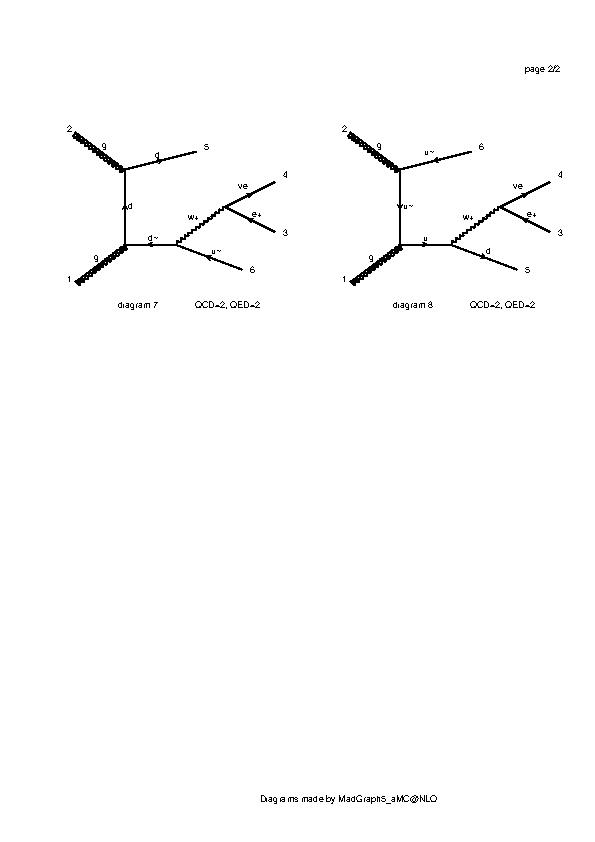 page 2/2
2
g
d
5
d
4
ve
w+
e+
3
d~
g
u~
6
1
diagram 7
QCD=2, QED=2
2
g
u~
6
u~
4
ve
w+
e+
3
u
g
d
5
1
diagram 8
QCD=2, QED=2
Diagrams made by MadGraph5_aMC@NLO